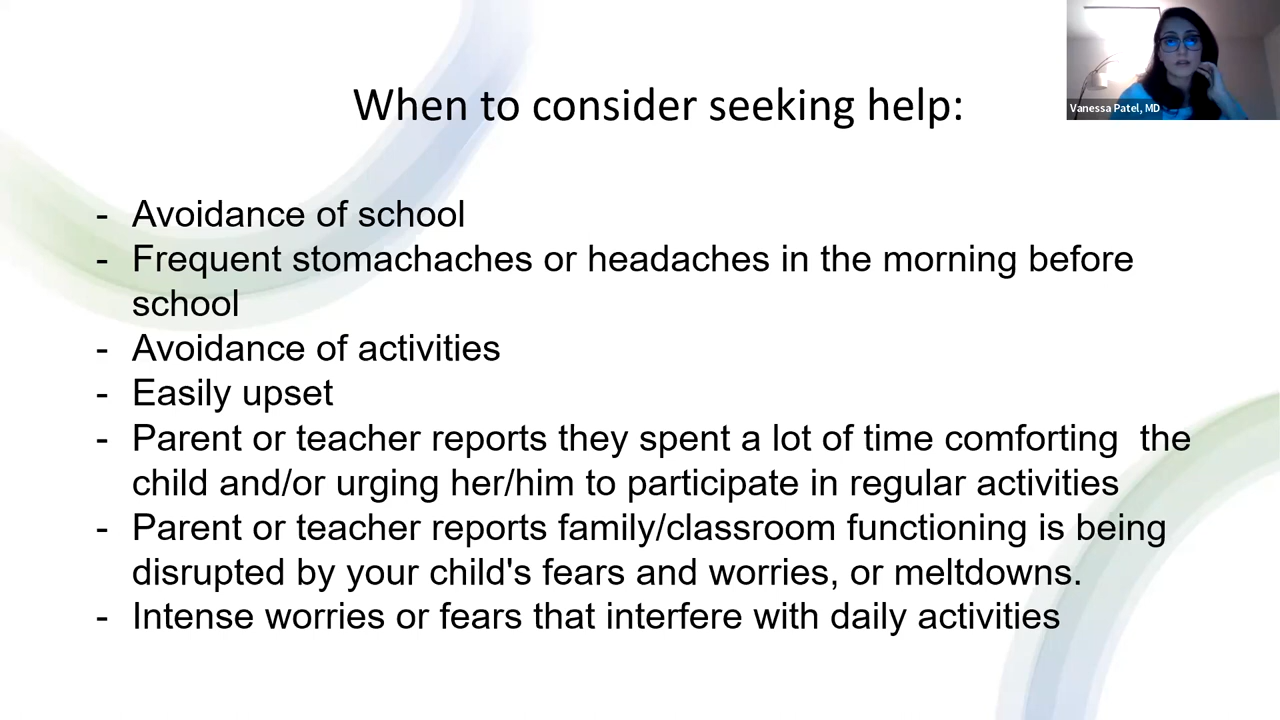 When to consider seeking help:
Vanessa Patel, MD
- Avoidance of school
- Frequent stomachaches or headaches in the morning before
school
- Avoidance of activities
- Easily upset
- Parent or teacher reports they spent a lot of time comforting  the
child and/or urging her/him to participate in regular activities
- Parent or teacher reports family/classroom functioning is being
disrupted by your child's fears and worries, or meltdowns.
- Intense worries or fears that interfere with daily activities